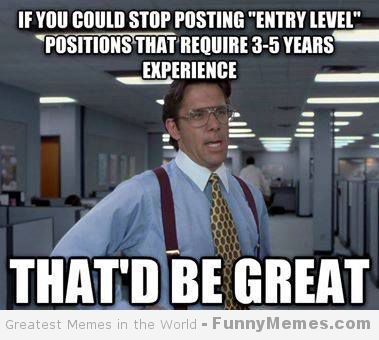 IF YOU COULD STOP POSTING "ENTRY LEVEL"
POSITIONS THAT REQUIRE 3-5 YEARS
EXPERIENCE
THAT'D BE GREAT
Greatest Memes in the World - FunnyMemes.com